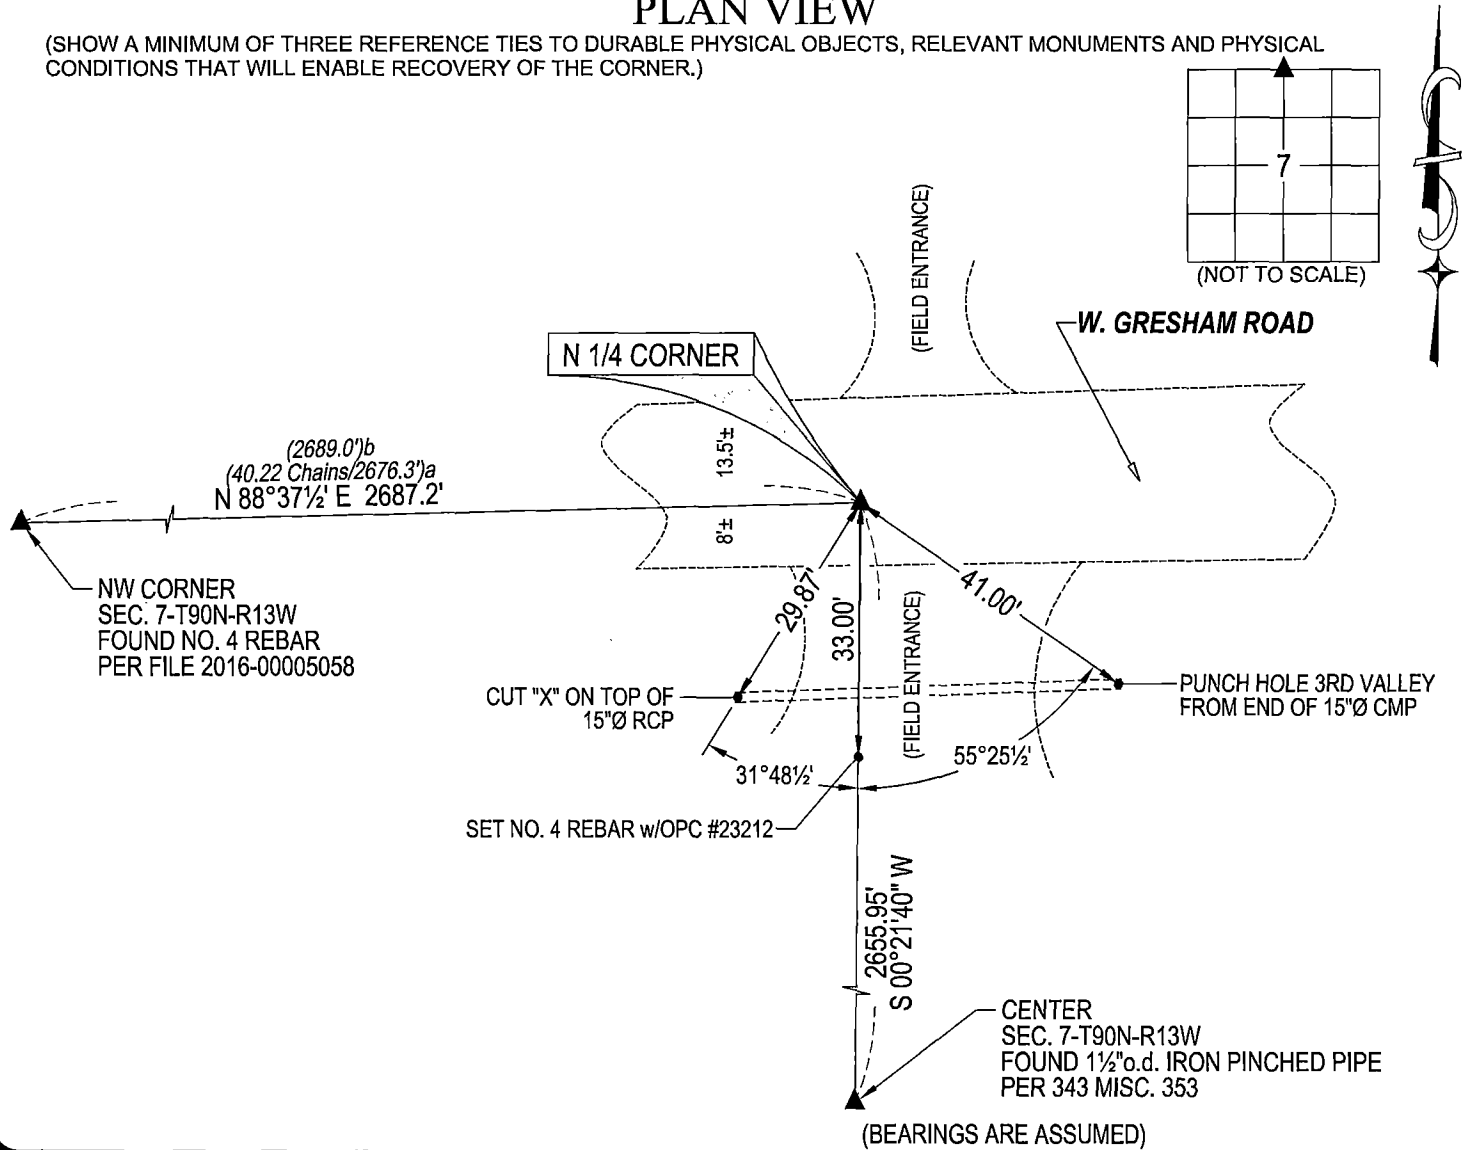 PLAN VIEW
(SHOW A MINIMUM OF THREE REFERENCE TIES TO DURABLE PHYSICAL OBJECTS, RELEVANT MONUMENTS AND PHYSICAL
CONDITIONS THAT WILL ENABLE RECOVERY OF THE CORNER.)
7
(NOT TO SCALE)
(FIELD ENTRANCE)
W. GRESHAM ROAD
N 1/4 CORNER
13.5'±
8'±
(2689.0')b
(40.22 Chains/2676.3')a
N 88°37½' E 2687.2'
NW CORNER
SEC. 7-T90N-R13W
FOUND NO. 4 REBAR
PER FILE 2016-00005058
29.87'
33.00'
41.00'
(FIELD ENTRANCE)
CUT "X" ON TOP OF
15"Ø RCP
PUNCH HOLE 3RD VALLEY
FROM END OF 15"Ø CMP
31°48½'
55°25½'
SET NO. 4 REBAR w/OPC #23212
2655.95'
S 00°21'40" W
CENTER
SEC. 7-T90N-R13W
FOUND 1½"o.d. IRON PINCHED PIPE
PER 343 MISC. 353
(BEARINGS ARE ASSUMED)